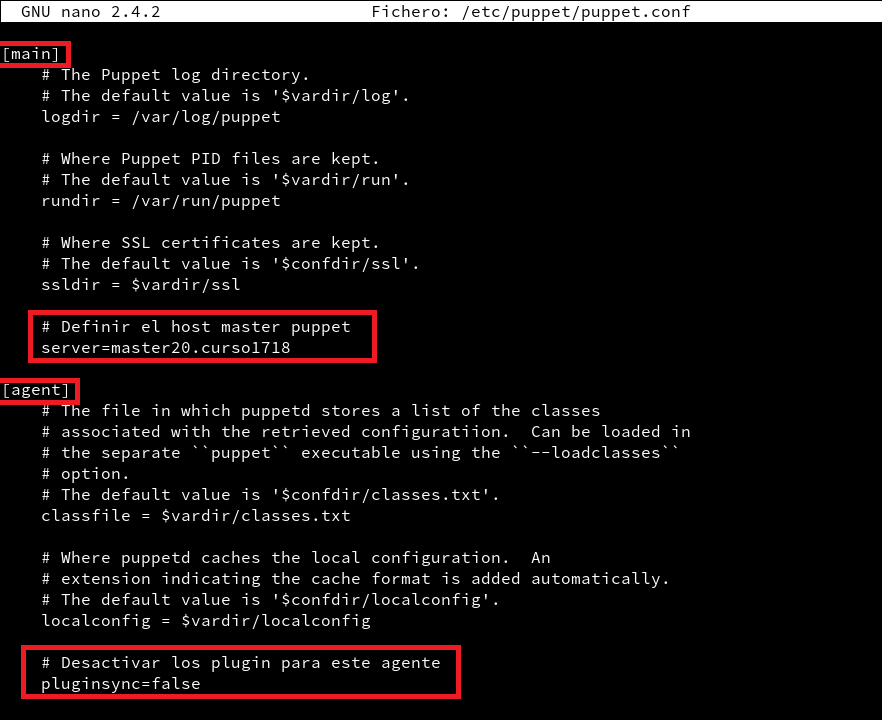 GNU nano 2.4.2 Fichero: /etc/puppet/puppet.conf
[main]
# The Puppet log directory.
# The default value is '$vardir/log'.
logdir = /var/log/puppet
# Where Puppet PID files are kept.
# The default value is '$vardir/run'.
rundir = /var/run/puppet
# Where SSL certificates are kept.
# The default value is '$confdir/ssl'.
ssldir = $vardir/ssl
# Definir el host master puppet
server=master20.curso1718
[agent]
# The file in which puppetd stores a list of the classes
# associated with the retrieved configuratiion.  Can be loaded in
# the separate ``puppet`` executable using the ``--loadclasses``
# option.
# The default value is '$confdir/classes.txt'.
classfile = $vardir/classes.txt
# Where puppetd caches the local configuration.  An
# extension indicating the cache format is added automatically.
# The default value is '$confdir/localconfig'.
localconfig = $vardir/localconfig
# Desactivar los plugin para este agente
pluginsync=false